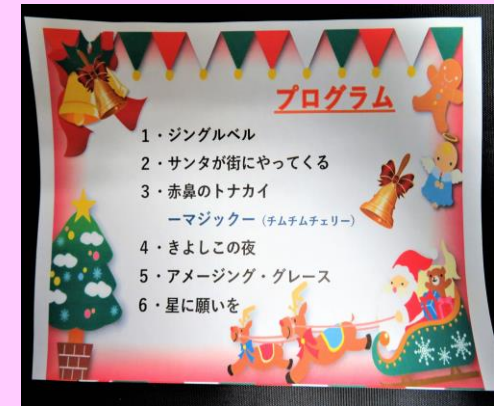 プログラム
1・ジングルベル
2・サンタが街にやってくる
3・赤鼻のトナカイ
ーマジックー（チムチムチェリー）
4・きよしこの夜
5・アメージング・グレース
6・星に願いを